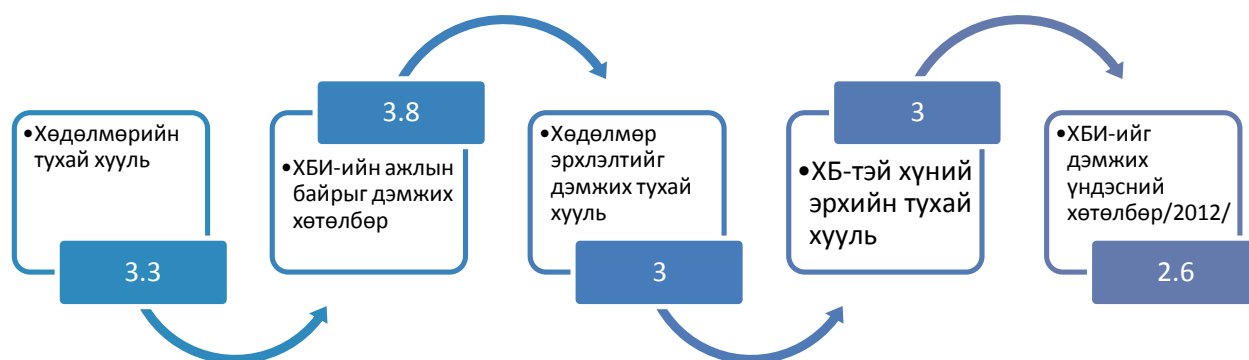 •Хөдөлмөрийн
тухай хууль
3.3
3.8
•ХБИ-ийн ажлын
байрыг дэмжих
хөтөлбөр
•Хөдөлмөр
эрхлэлтийг
дэмжих тухай
хууль
3
3
•ХБ-тэй хүний
эрхийн тухай
хууль
•ХБИ-ийг
дэмжих
үндэсний
хөтөлбөр/2012/
2.6